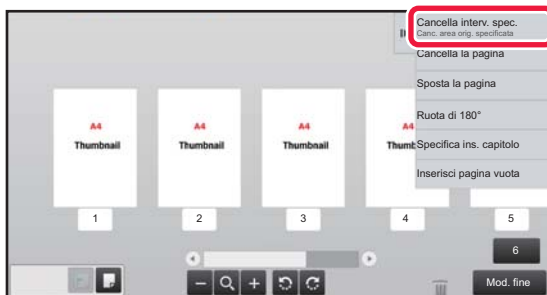 Cancella interv. spec.
Canc. area orig. specificata
Cancella la pagina
Sposta la pagina
Ruota di 180°
Specifica ins. capitolo
Inserisci pagina vuota
A4
Thumbnail
A4
Thumbnail
A4
Thumbnail
A4
Thumb
1
2
3
4
5
6
Mod. fine